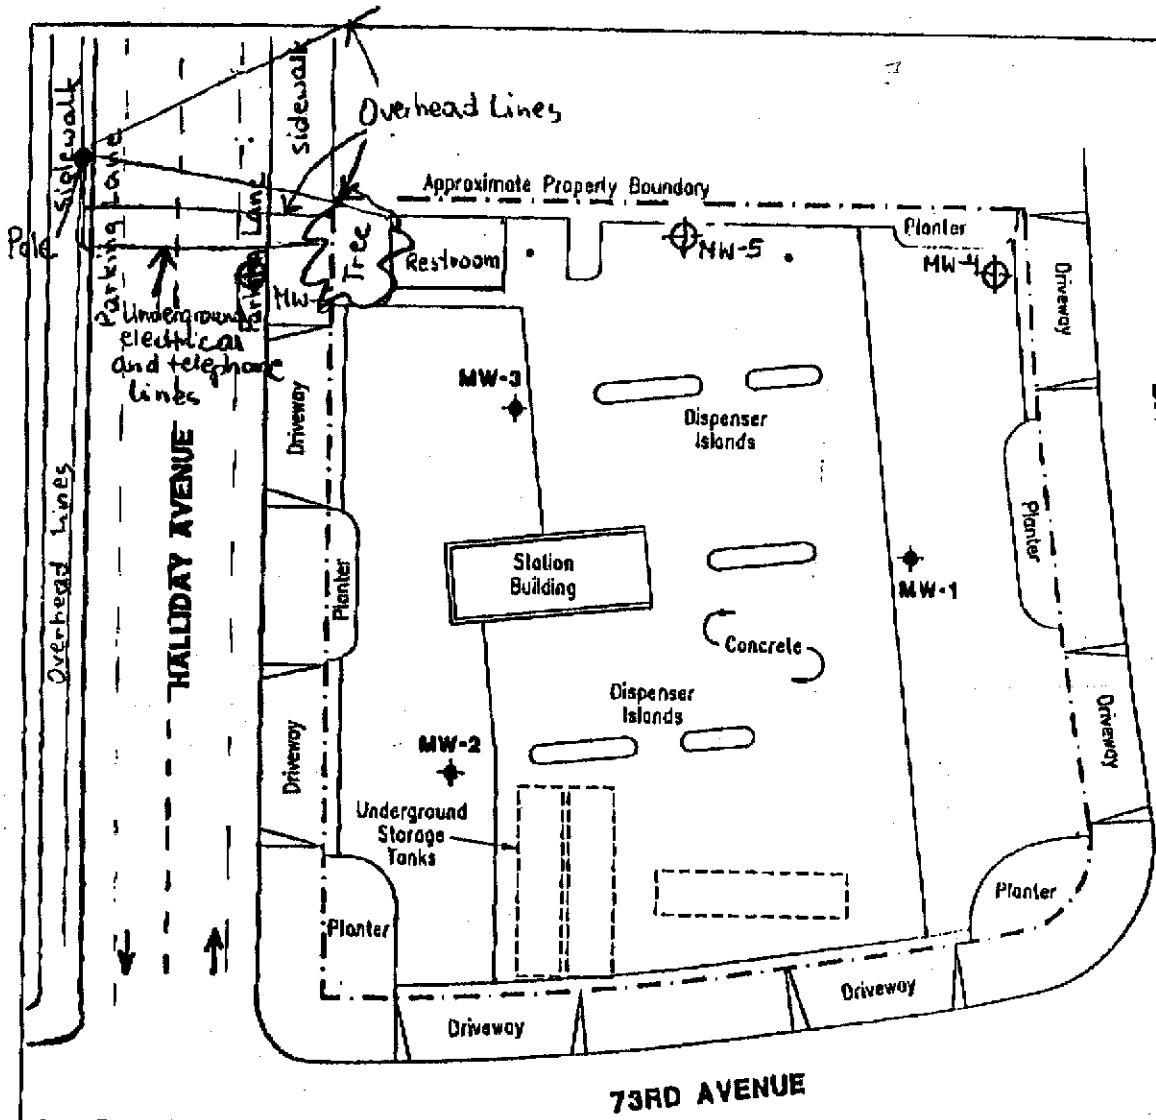 sidewalk
Overhead Lines
Sidewalk
Parking Lane
Lane
Approximate Property Boundary
Planter
Pole
Tree
Restroom
MW-5
MW-4
Driveway
MW-
Underground
electrical
and telephone
lines
Parking
MW-3
Driveway
Dispenser
Islands
Overhead Lines
HALLIDAY AVENUE
Planter
Station
Building
MW-1
Planter
Concrete
Driveway
Dispenser
Islands
Driveway
MW-2
Underground
Storage
Tanks
Planter
Planter
Driveway
Driveway
73RD AVENUE